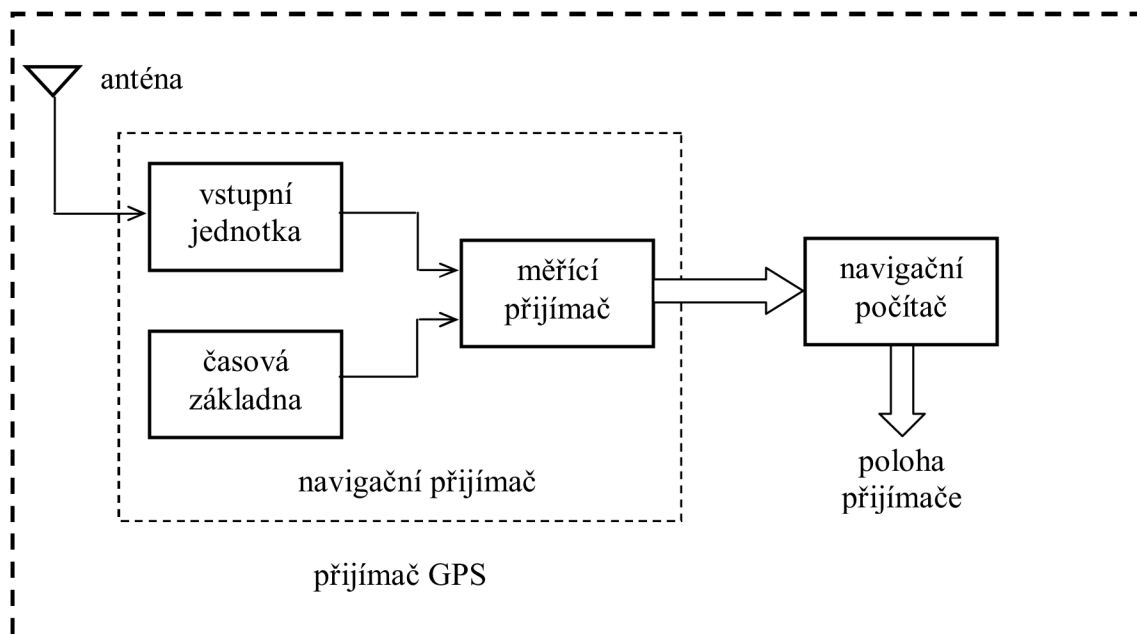 anténa
vstupní
jednotka
časová
základna
měřící
přijímač
navigační
počítač
poloha
přijímače
navigační přijímač
přijímač GPS